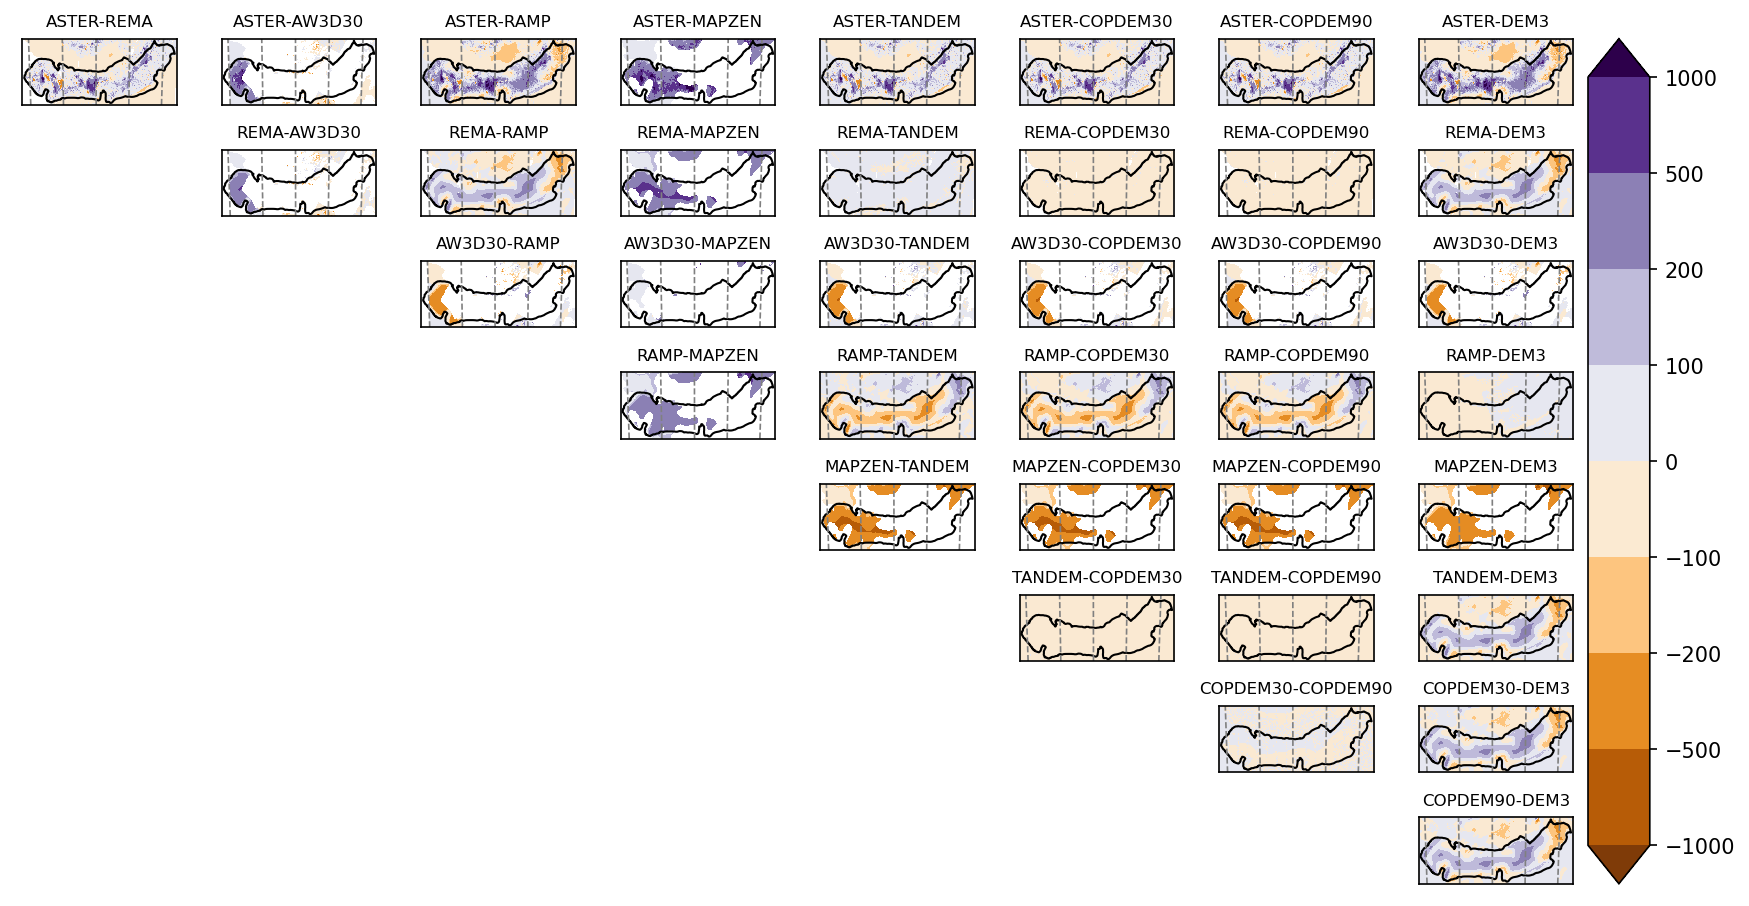 ASTER-REMA ASTER-AW3D30 ASTER-RAMP ASTER-MAPZEN ASTER-TANDEM ASTER-COPDEM30 ASTER-COPDEM90 ASTER-DEM3
REMA-AW3D30 REMA-RAMP REMA-MAPZEN REMA-TANDEM REMA-COPDEM30 REMA-COPDEM90 REMA-DEM3
AW3D30-RAMP AW3D30-MAPZEN AW3D30-TANDEM AW3D30-COPDEM30 AW3D30-COPDEM90 AW3D30-DEM3
RAMP-MAPZEN RAMP-TANDEM RAMP-COPDEM30 RAMP-COPDEM90 RAMP-DEM3
MAPZEN-TANDEM MAPZEN-COPDEM30 MAPZEN-COPDEM90 MAPZEN-DEM3
TANDEM-COPDEM30 TANDEM-COPDEM90 TANDEM-DEM3
COPDEM30-COPDEM90 COPDEM30-DEM3
COPDEM90-DEM3
1000
500
200
100
0
−100
−200
−500
−1000